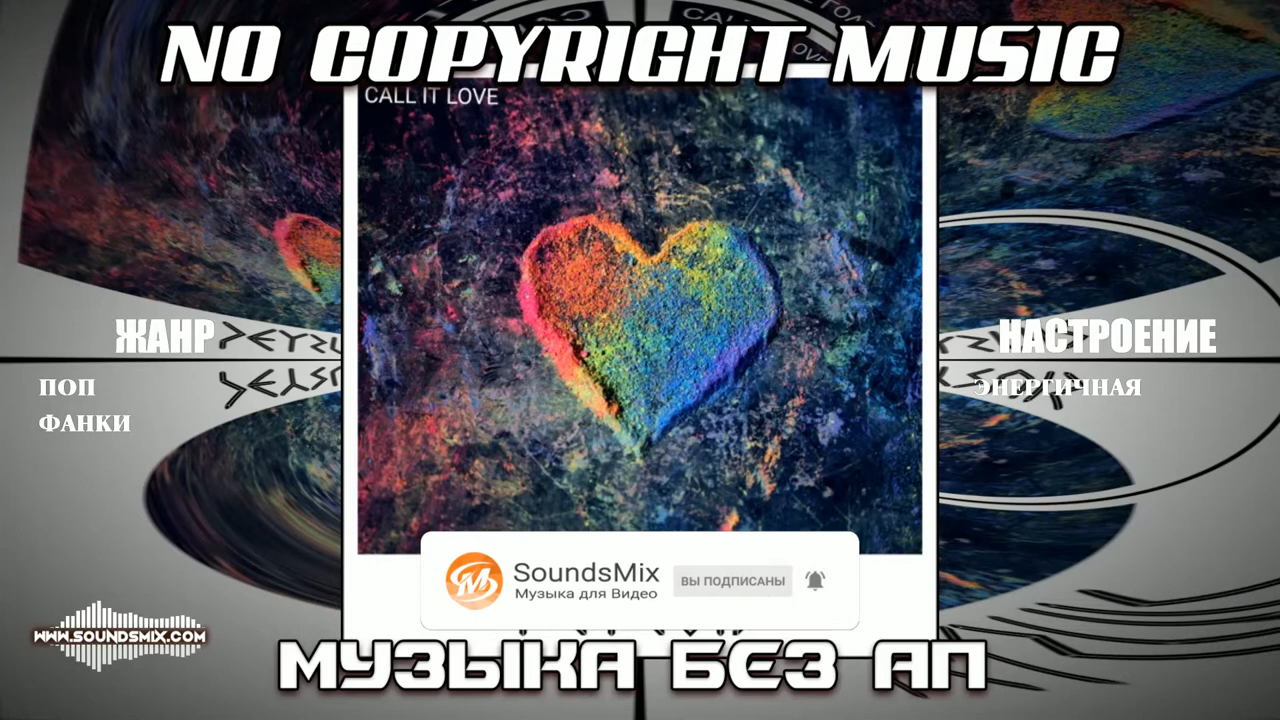 NO COPYRIGHT MUSIC
CALL IT LOVE
ЖАНР
ПОП
ФАНКИ
НАСТРОЕНИЕ
ЭНЕРГИЧНАЯ
SoundsMix
Музыка для Видео
ВЫ ПОДПИСАНЫ
WWW.SOUNDSMIX.COM
МУЗЫКА БЕЗ АП